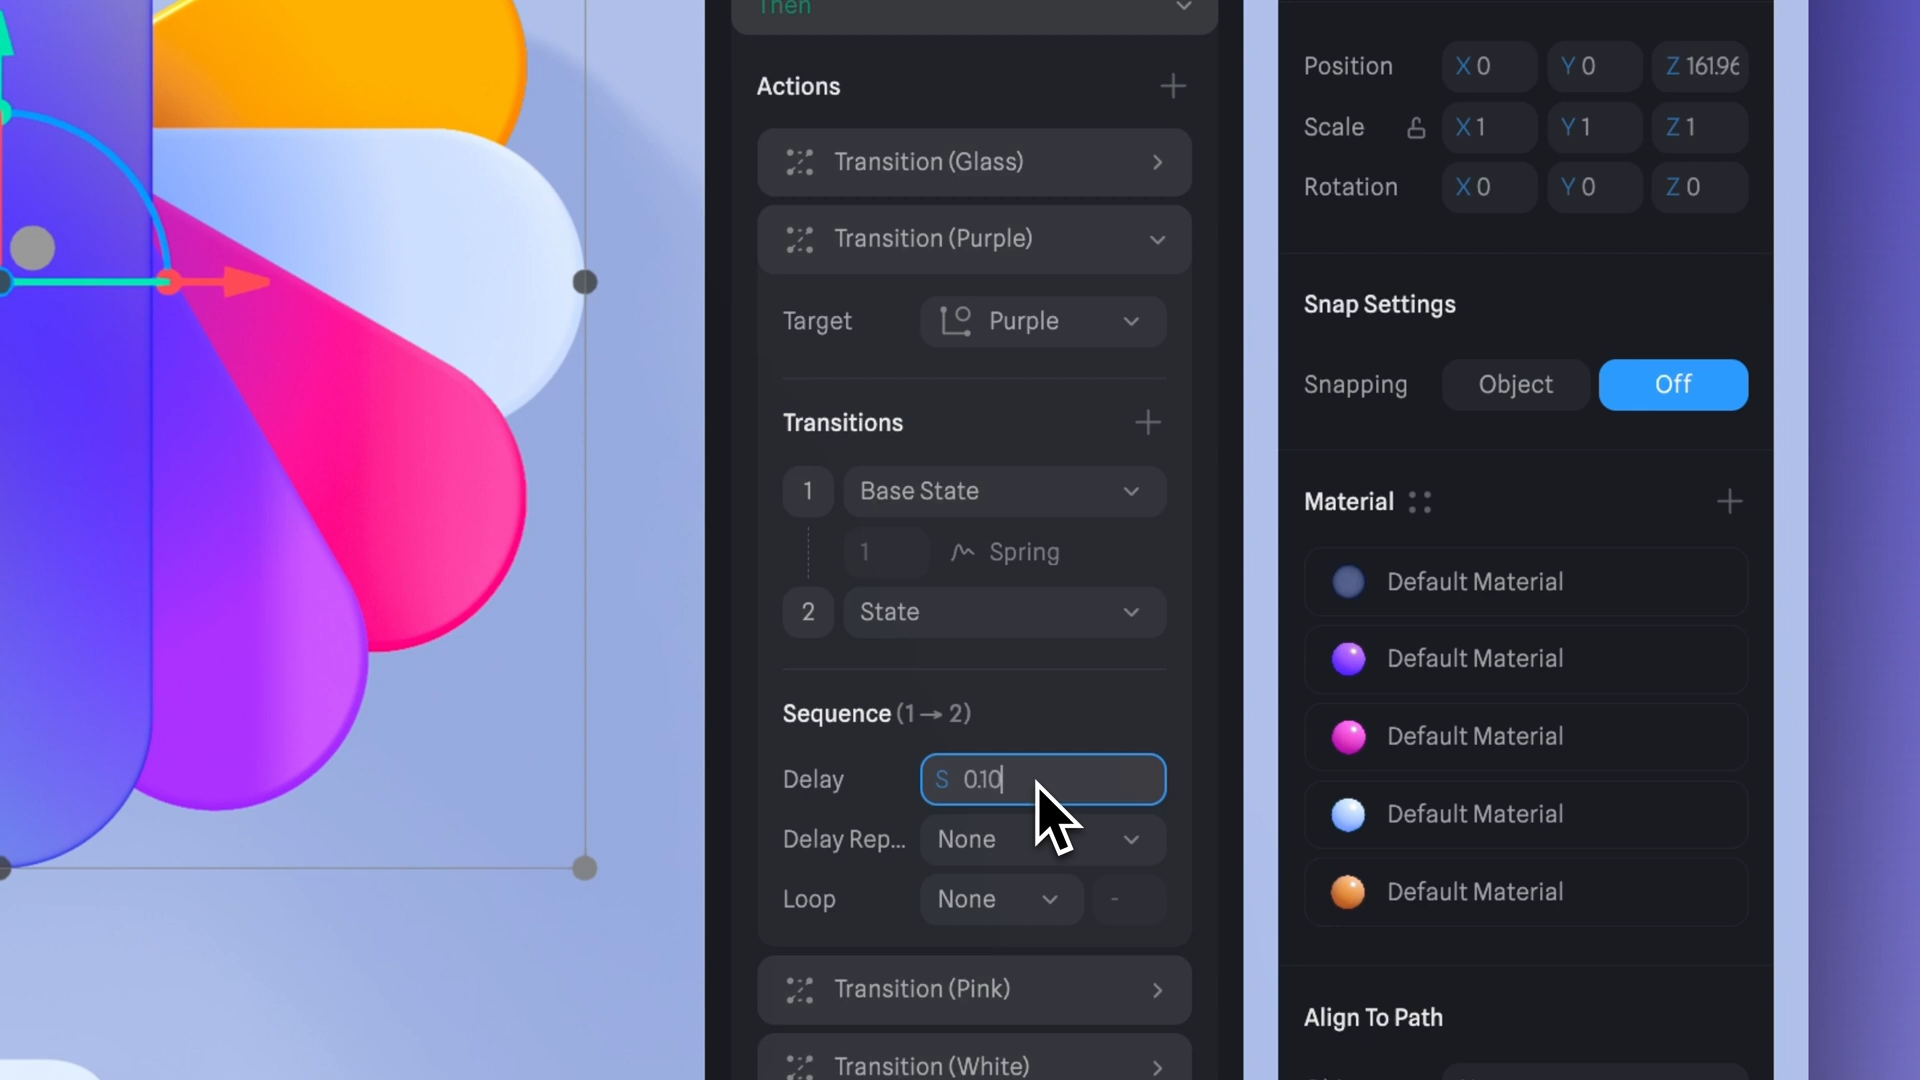 Then
Actions
Transition (Glass)
Transition (Purple)
Target
Purple
Transitions
1
Base State
1
Spring
2
State
Sequence (1 → 2)
Delay
S 0.10
Delay Rep...
None
Loop
None
-
Transition (Pink)
Transition (White)
Position
X 0
Y 0
Z 161.96
Scale
X 1
Y 1
Z 1
Rotation
X 0
Y 0
Z 0
Snap Settings
Snapping
Object
Off
Material
Default Material
Default Material
Default Material
Default Material
Default Material
Align To Path